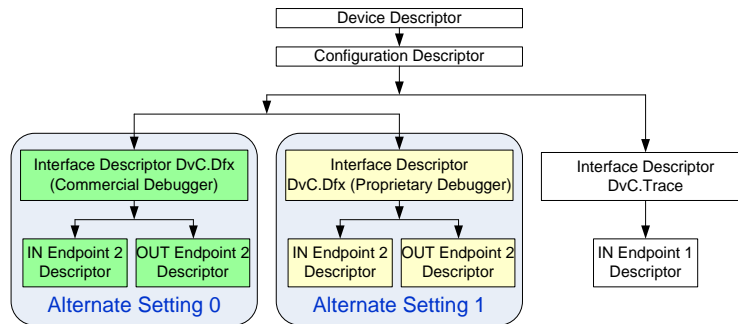 Device Descriptor
Configuration Descriptor
Interface Descriptor DvC.Dfx
(Commercial Debugger)
Interface Descriptor
DvC.Dfx (Proprietary Debugger)
Interface Descriptor
DvC.Trace
IN Endpoint 2
Descriptor
OUT Endpoint 2
Descriptor
IN Endpoint 2
Descriptor
OUT Endpoint 2
Descriptor
IN Endpoint 1
Descriptor
Alternate Setting 0
Alternate Setting 1